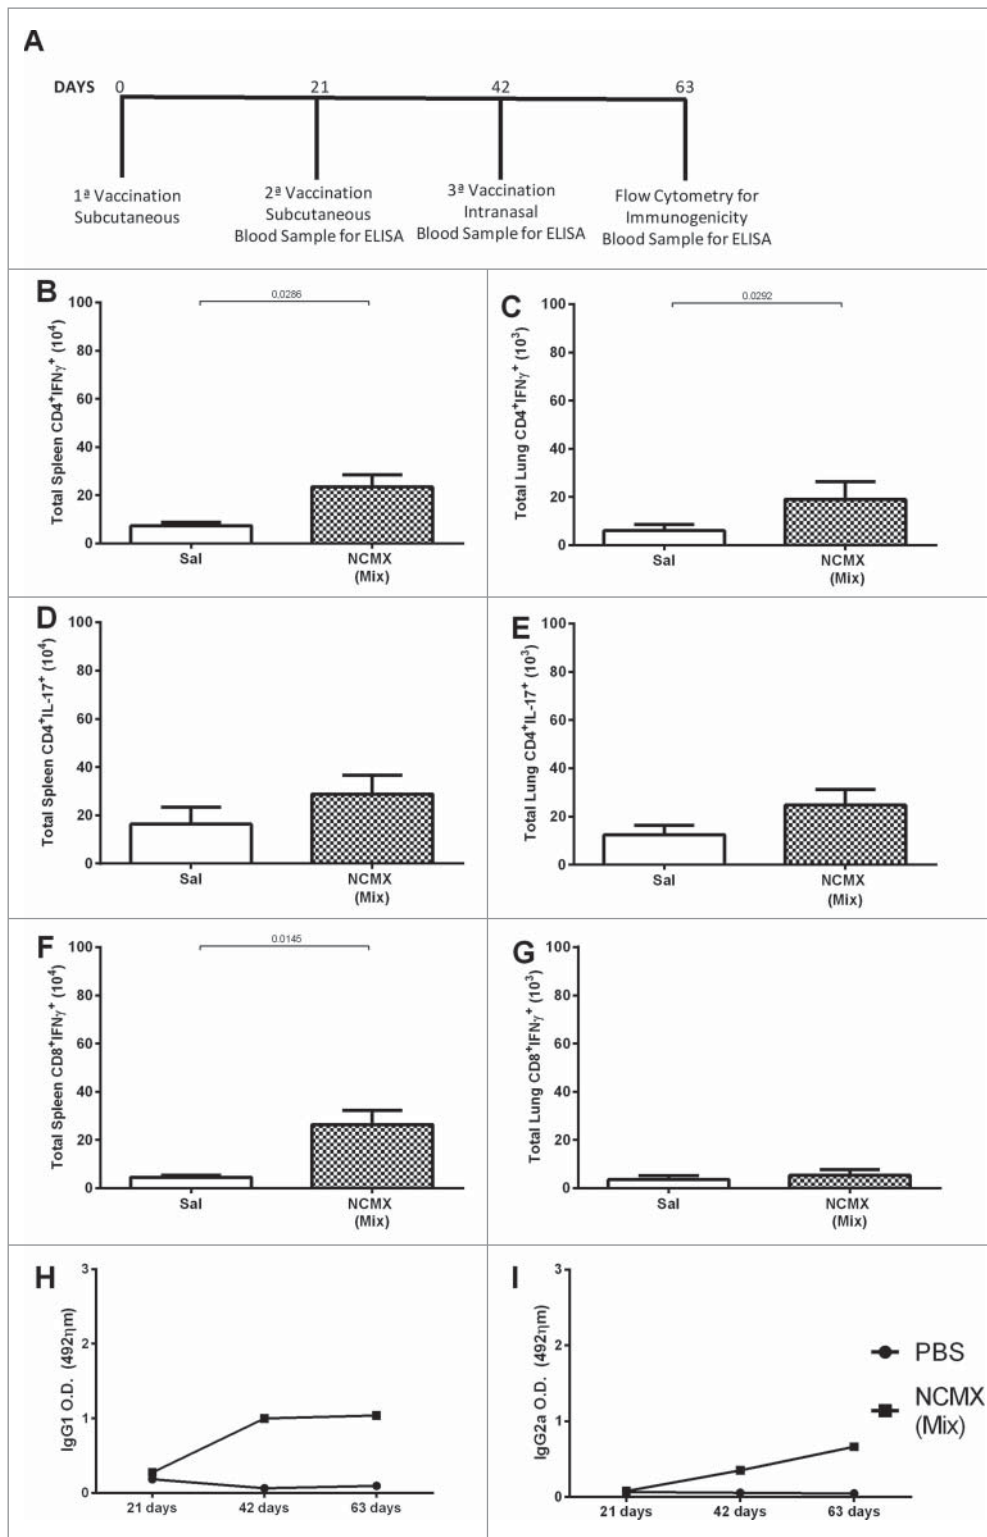 A
DAYS 0 21 42 63
1ª Vaccination
Subcutaneous
2ª Vaccination
Subcutaneous
Blood Sample for ELISA
3ª Vaccination
Intranasal
Blood Sample for ELISA
Flow Cytometry for
Immunogenicity
Blood Sample for ELISA
B
Total Spleen CD4⁺IFNγ⁺ (10⁴)
100
80
60
40
20
0
0.0286
Sal
NCMX
(Mix)
C
Total Lung CD4⁺IFNγ⁺ (10³)
100
80
60
40
20
0
0.0292
Sal
NCMX
(Mix)
D
Total Spleen CD4⁺IL-17⁺ (10⁴)
100
80
60
40
20
0
Sal
NCMX
(Mix)
E
Total Lung CD4⁺IL-17⁺ (10³)
100
80
60
40
20
0
Sal
NCMX
(Mix)
F
Total Spleen CD8⁺IFNγ⁺ (10⁴)
100
80
60
40
20
0
0.0145
Sal
NCMX
(Mix)
G
Total Lung CD8⁺IFNγ⁺ (10³)
100
80
60
40
20
0
Sal
NCMX
(Mix)
H
IgG1 O.D. (492ηm)
3
2
1
0
21 days
42 days
63 days
I
IgG2a O.D. (492ηm)
3
2
1
0
21 days
42 days
63 days
PBS
NCMX
(Mix)